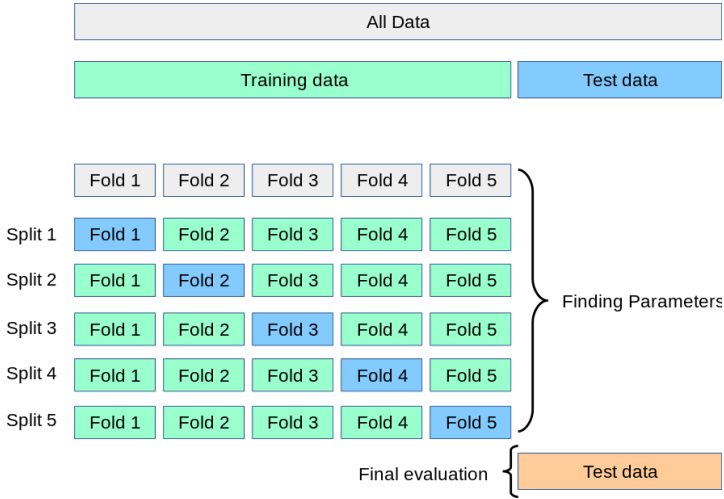 All Data
Training data Test data
Fold 1 Fold 2 Fold 3 Fold 4 Fold 5
Split 1 Fold 1 Fold 2 Fold 3 Fold 4 Fold 5
Split 2 Fold 1 Fold 2 Fold 3 Fold 4 Fold 5
Finding Parameters
Split 3 Fold 1 Fold 2 Fold 3 Fold 4 Fold 5
Split 4 Fold 1 Fold 2 Fold 3 Fold 4 Fold 5
Split 5 Fold 1 Fold 2 Fold 3 Fold 4 Fold 5
Final evaluation Test data